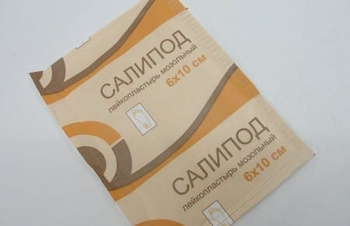 САЛИПОД
лейкопластырь мозольный
6х10 см
САЛИПОД
лейкопластырь мозольный
6х10 см